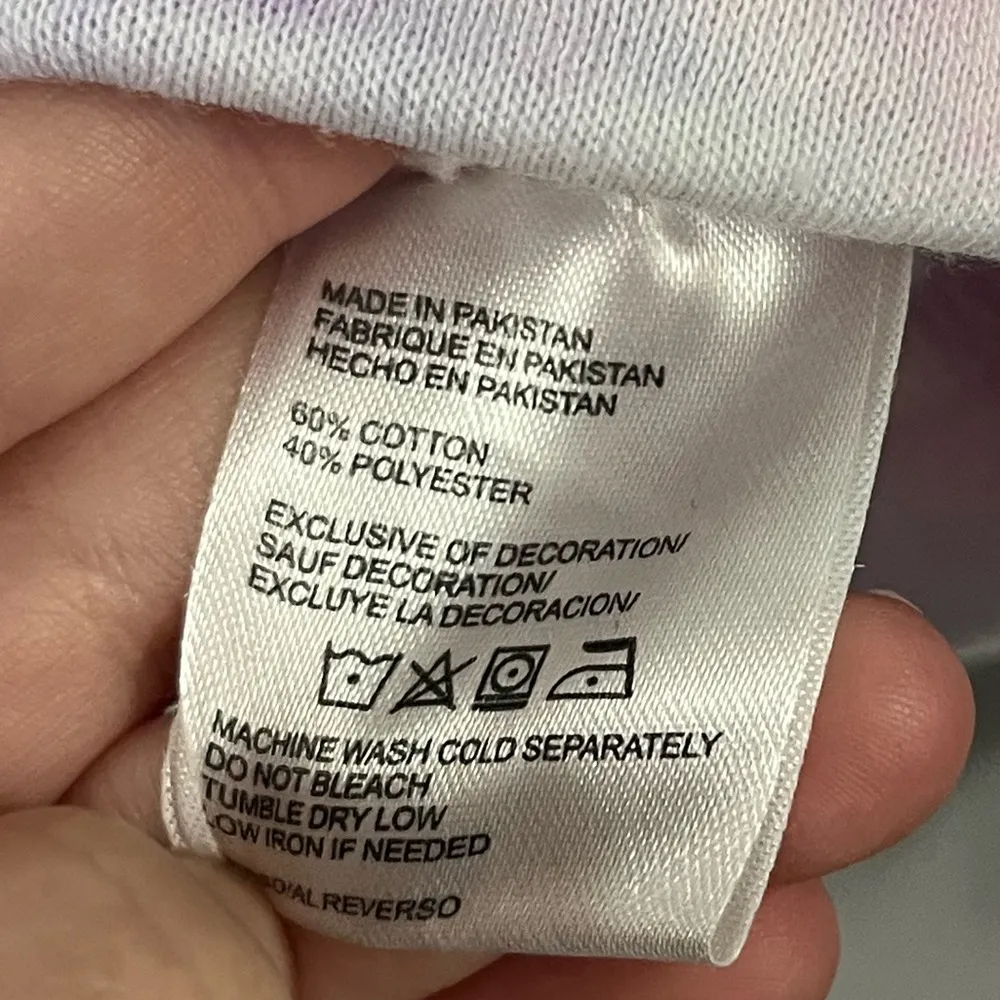 MADE IN PAKISTAN
FABRIQUE EN PAKISTAN
HECHO EN PAKISTAN
60% COTTON
40% POLYESTER
EXCLUSIVE OF DECORATION/
SAUF DECORATION/
EXCLUYE LA DECORACION/
MACHINE WASH COLD SEPARATELY
DO NOT BLEACH
TUMBLE DRY LOW
LOW IRON IF NEEDED
AL REVERSO